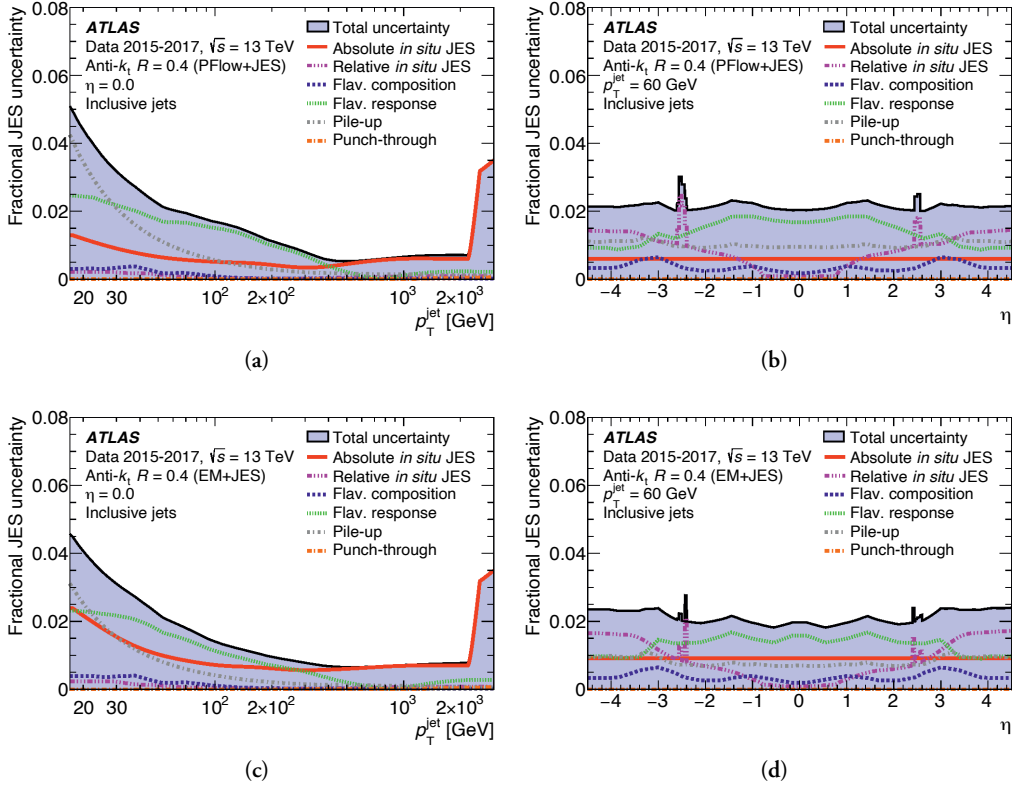 Fractional JES uncertainty
0.08
0.06
0.04
0.02
0
ATLAS
Data 2015-2017, √s = 13 TeV
Anti-kt R = 0.4 (PFlow+JES)
η = 0.0
Inclusive jets
Total uncertainty
Absolute in situ JES
Relative in situ JES
Flav. composition
Flav. response
Pile-up
Punch-through
20 30 10² 2×10² 10³ 2×10³
pTjet [GeV]
(a)
Fractional JES uncertainty
0.08
0.06
0.04
0.02
0
ATLAS
Data 2015-2017, √s = 13 TeV
Anti-kt R = 0.4 (PFlow+JES)
pTjet = 60 GeV
Inclusive jets
Total uncertainty
Absolute in situ JES
Relative in situ JES
Flav. composition
Flav. response
Pile-up
Punch-through
−4 −3 −2 −1 0 1 2 3 4
η
(b)
Fractional JES uncertainty
0.08
0.06
0.04
0.02
0
ATLAS
Data 2015-2017, √s = 13 TeV
Anti-kt R = 0.4 (EM+JES)
η = 0.0
Inclusive jets
Total uncertainty
Absolute in situ JES
Relative in situ JES
Flav. composition
Flav. response
Pile-up
Punch-through
20 30 10² 2×10² 10³ 2×10³
pTjet [GeV]
(c)
Fractional JES uncertainty
0.08
0.06
0.04
0.02
0
ATLAS
Data 2015-2017, √s = 13 TeV
Anti-kt R = 0.4 (EM+JES)
pTjet = 60 GeV
Inclusive jets
Total uncertainty
Absolute in situ JES
Relative in situ JES
Flav. composition
Flav. response
Pile-up
Punch-through
−4 −3 −2 −1 0 1 2 3 4
η
(d)